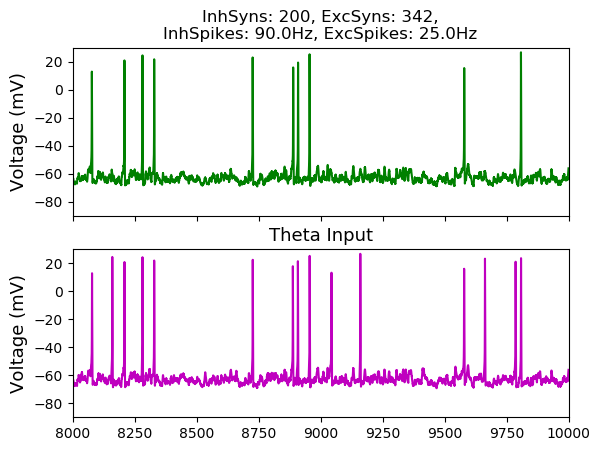 InhSyns: 200, ExcSyns: 342,
InhSpikes: 90.0Hz, ExcSpikes: 25.0Hz
20
0
−20
−40
−60
−80
Voltage (mV)
Theta Input
20
0
−20
−40
−60
−80
Voltage (mV)
8000 8250 8500 8750 9000 9250 9500 9750 10000